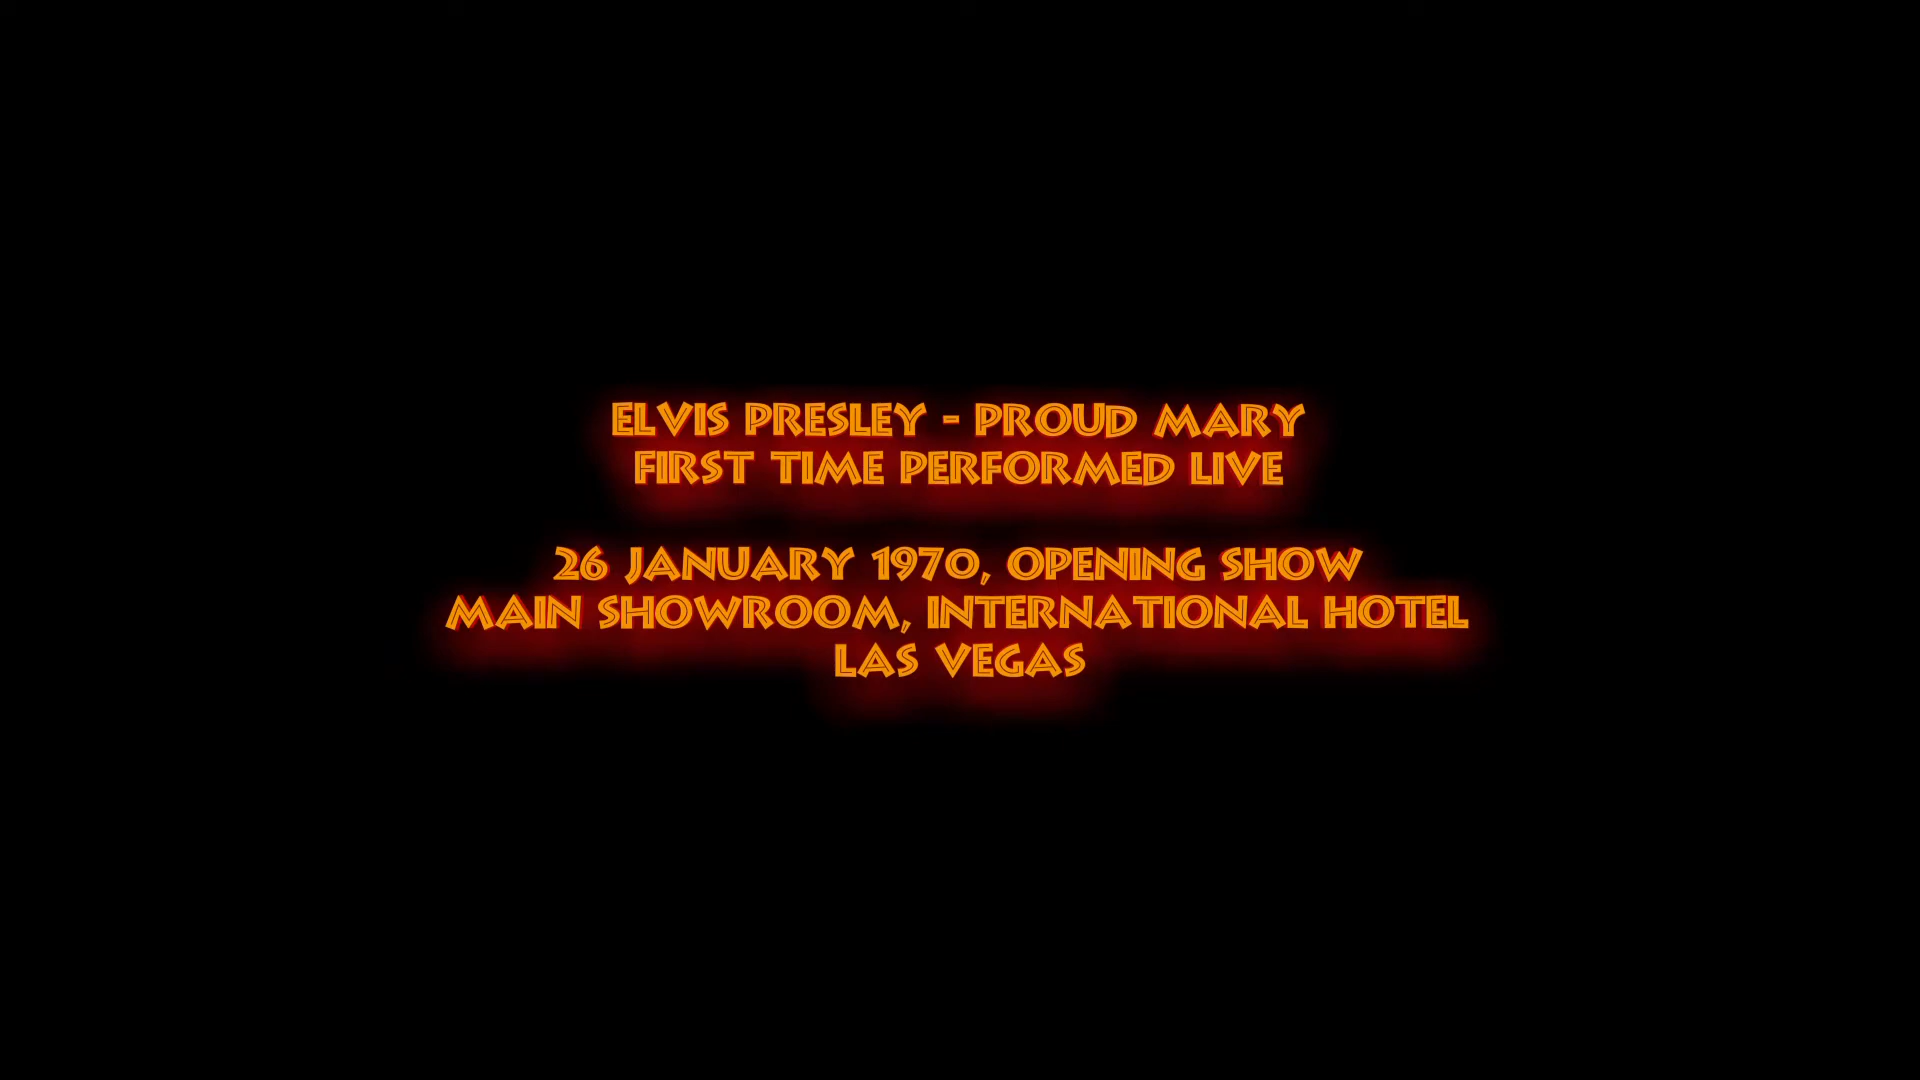 ELVIS PRESLEY - PROUD MARY
FIRST TIME PERFORMED LIVE
26 JANUARY 1970, OPENING SHOW
MAIN SHOWROOM, INTERNATIONAL HOTEL
LAS VEGAS